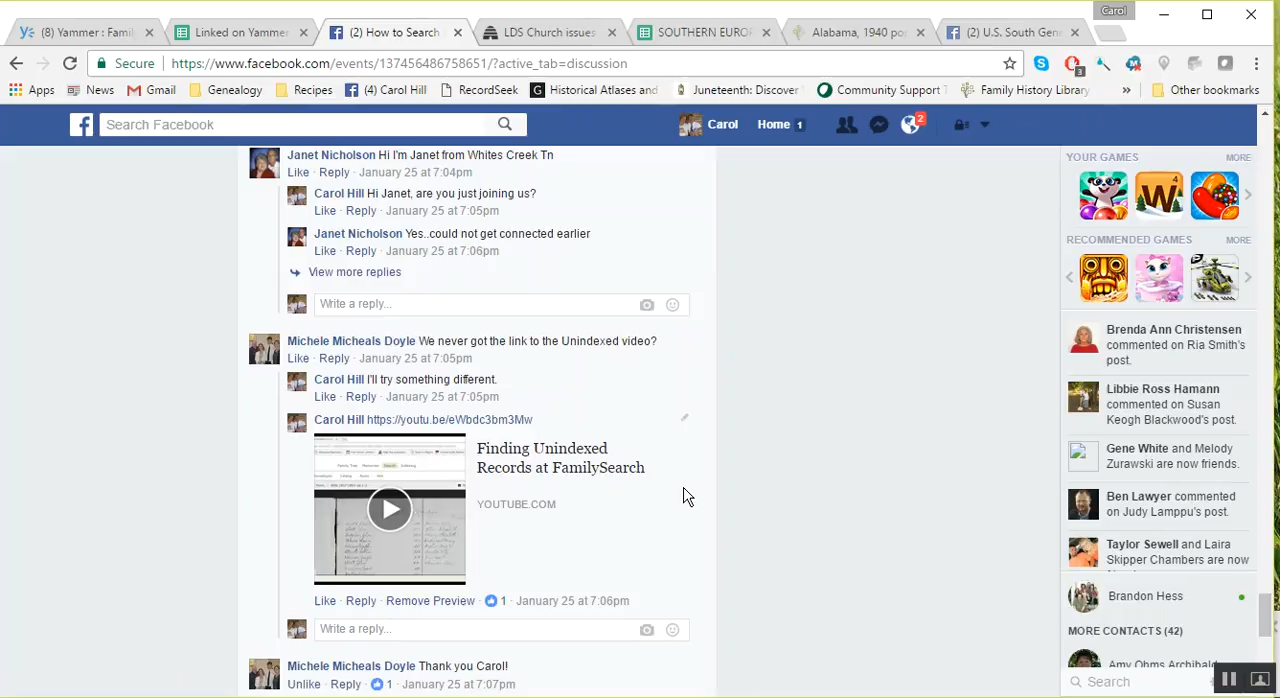 Carol
(8) Yammer : Fami
Linked on Yammer
(2) How to Search
LDS Church issues
SOUTHERN EURO
Alabama, 1940 po
(2) U.S. South Gen
Secure
https://www.facebook.com/events/137456486758651/?active_tab=discussion
3
Apps
News
Gmail
Genealogy
Recipes
(4) Carol Hill
RecordSeek
Historical Atlases and
Juneteenth: Discover
Community Support T
Family History Library
»
Other bookmarks
Search Facebook
Carol
Home 1
2
Janet Nicholson Hi I'm Janet from Whites Creek Tn
Like · Reply · January 25 at 7:04pm
Carol Hill Hi Janet, are you just joining us?
Like · Reply · January 25 at 7:05pm
Janet Nicholson Yes..could not get connected earlier
Like · Reply · January 25 at 7:06pm
View more replies
Write a reply...
Michele Micheals Doyle We never got the link to the Unindexed video?
Like · Reply · January 25 at 7:05pm
Carol Hill I'll try something different.
Like · Reply · January 25 at 7:05pm
Carol Hill https://youtu.be/eWbdc3bm3Mw
Finding Unindexed
Records at FamilySearch
YOUTUBE.COM
Like · Reply · Remove Preview · 1 · January 25 at 7:06pm
Write a reply...
Michele Micheals Doyle Thank you Carol!
Unlike · Reply · 1 · January 25 at 7:07pm
YOUR GAMES
MORE
W
4
RECOMMENDED GAMES
MORE
Brenda Ann Christensen
commented on Ria Smith's
post.
Libbie Ross Hamann
commented on Susan
Keogh Blackwood's post.
Gene White and Melody
Zurawski are now friends.
Ben Lawyer commented
on Judy Lamppu's post.
Taylor Sewell and Laira
Skipper Chambers are now
Brandon Hess
MORE CONTACTS (42)
Amy Ohms Archibald
Search